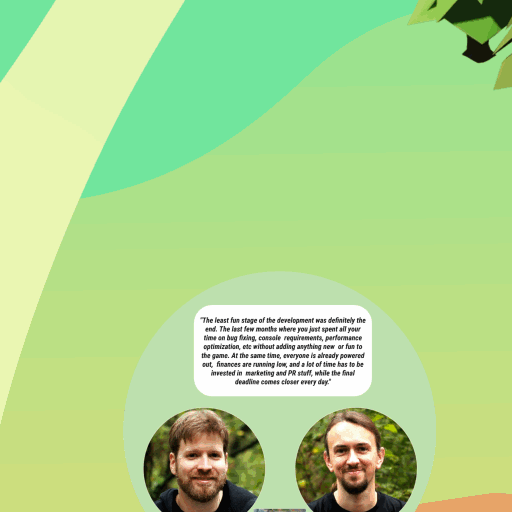 "The least fun stage of the development was definitely the
end. The last few months where you just spent all your
time on bug fixing, console requirements, performance
optimization, etc without adding anything new or fun to
the game. At the same time, everyone is already powered
out, finances are running low, and a lot of time has to be
invested in marketing and PR stuff, while the final
deadline comes closer every day."